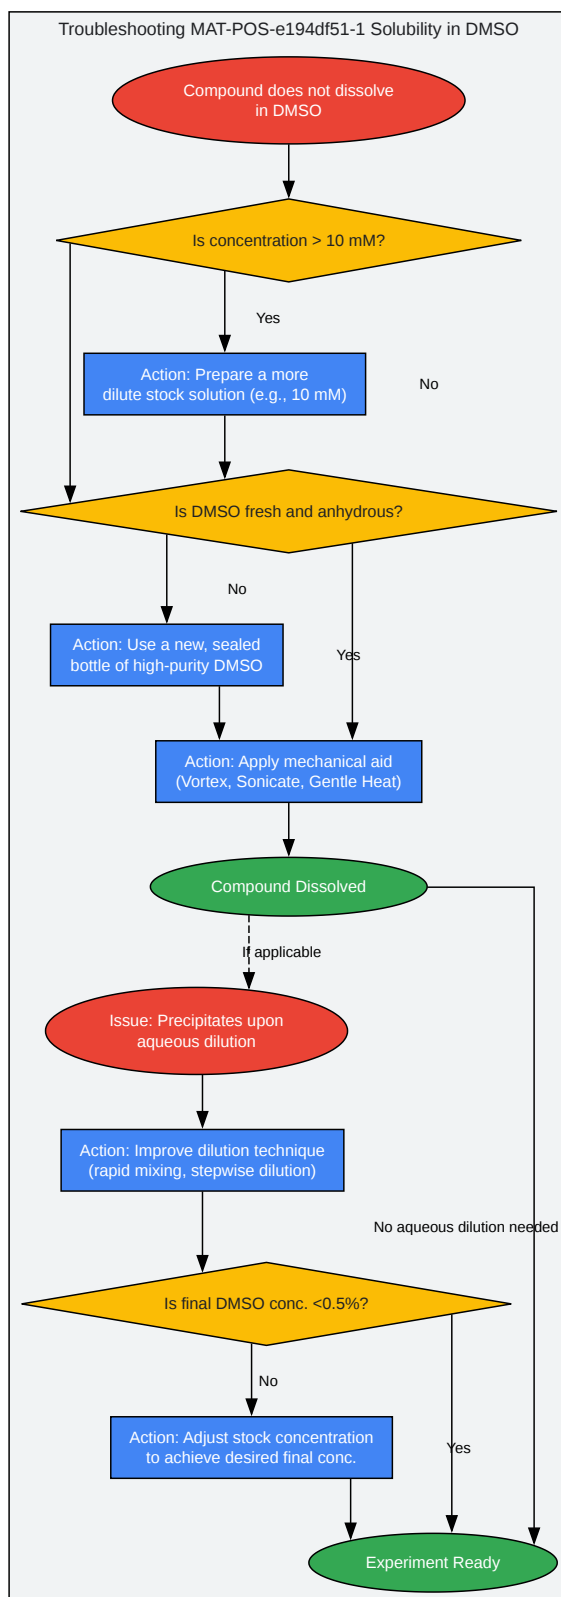 Troubleshooting MAT-POS-e194df51-1 Solubility in DMSO
Compound does not dissolve
in DMSO
Is concentration > 10 mM?
Yes
Action: Prepare a more
dilute stock solution (e.g., 10 mM)
No
Is DMSO fresh and anhydrous?
No
Action: Use a new, sealed
bottle of high-purity DMSO
Yes
Action: Apply mechanical aid
(Vortex, Sonicate, Gentle Heat)
Compound Dissolved
If applicable
Issue: Precipitates upon
aqueous dilution
Action: Improve dilution technique
(rapid mixing, stepwise dilution)
No aqueous dilution needed
Is final DMSO conc. <0.5%?
No
Action: Adjust stock concentration
to achieve desired final conc.
Yes
Experiment Ready